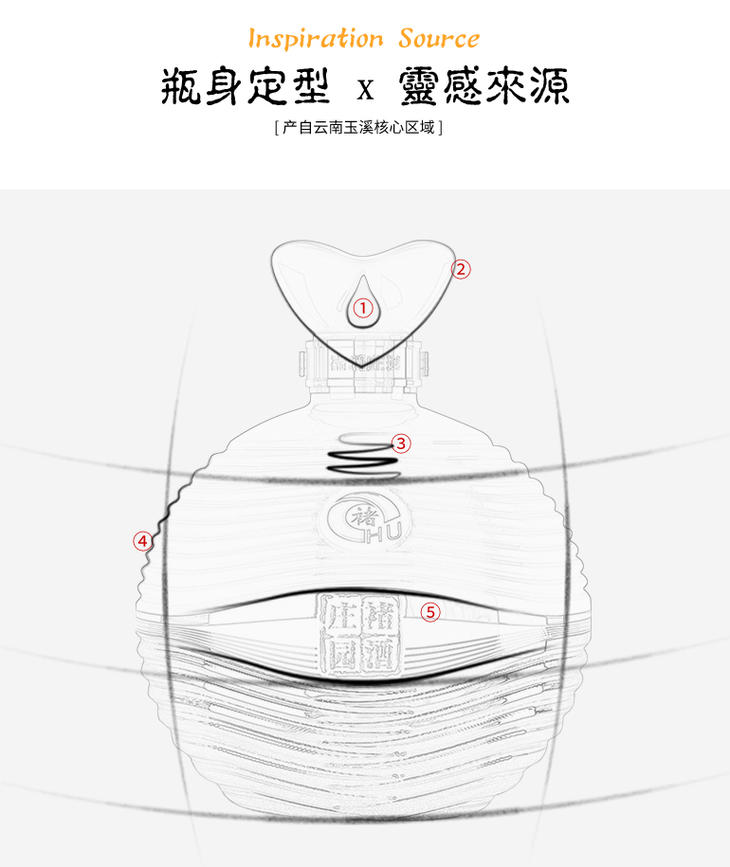 Inspiration Source
瓶身定型 x 靈感來源
[ 产自云南玉溪核心区域 ]
②
①
③
褚
HU
④
⑤
庄褚
园酒